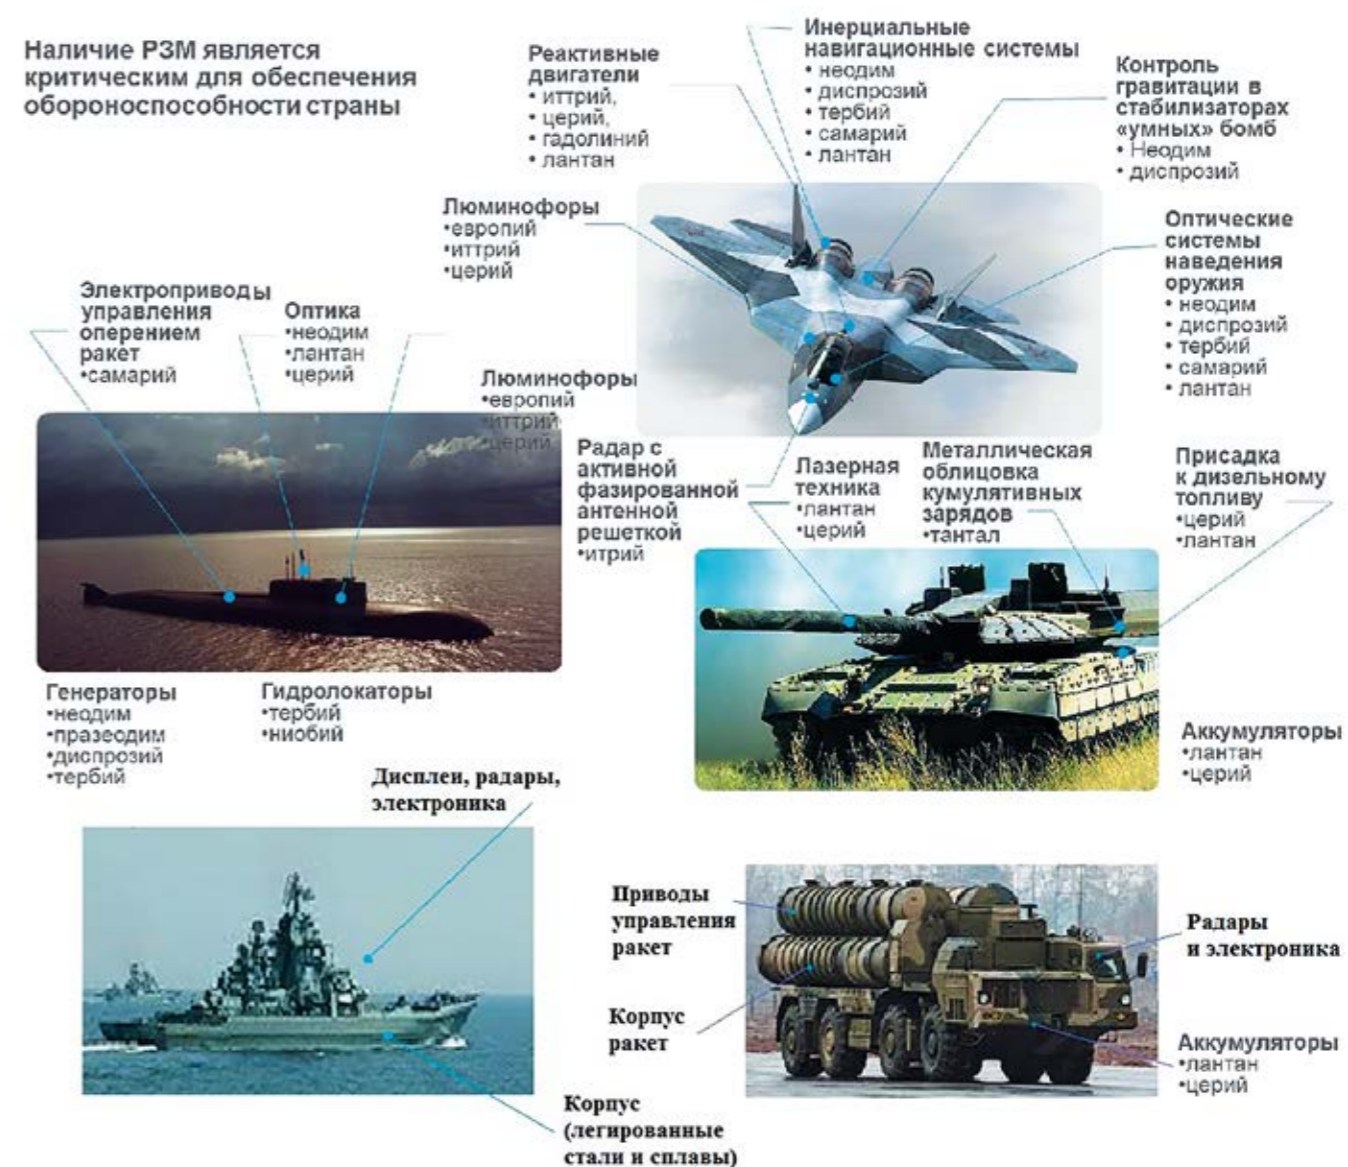 Наличие РЗМ является
критическим для обеспечения
обороноспособности страны
Реактивные
двигатели
• иттрий,
• церий,
• гадолиний
• лантан
Инерциальные
навигационные системы
• неодим
• диспрозий
• тербий
• самарий
• лантан
Контроль
гравитации в
стабилизаторах
«умных» бомб
• Неодим
• диспрозий
Люминофоры
•европий
•иттрий
•церий
Оптические
системы
наведения
оружия
• неодим
• диспрозий
• тербий
• самарий
• лантан
Электроприводы
управления
оперением
ракет
•самарий
Оптика
•неодим
•лантан
•церий
Люминофоры
•европий
•иттрий
•церий
Радар с
активной
фазированной
антенной
решеткой
•итрий
Лазерная
техника
•лантан
•церий
Металлическая
облицовка
кумулятивных
зарядов
•тантал
Присадка
к дизельному
топливу
•церий
•лантан
Генераторы
•неодим
•празеодим
•диспрозий
•тербий
Гидролокаторы
•тербий
•ниобий
Аккумуляторы
•лантан
•церий
Дисплеи, радары,
электроника
Корпус
(легированные
стали и сплавы)
Приводы
управления
ракет
Корпус
ракет
Радары
и электроника
Аккумуляторы
•лантан
•церий